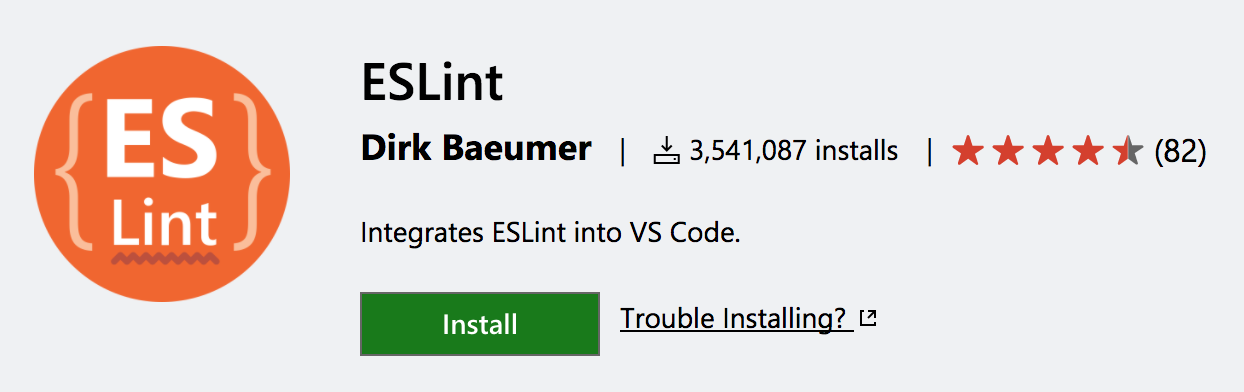 {ES
Lint}
ESLint
Dirk Baeumer | 3,541,087 installs | (82)
Integrates ESLint into VS Code.
Install Trouble Installing?